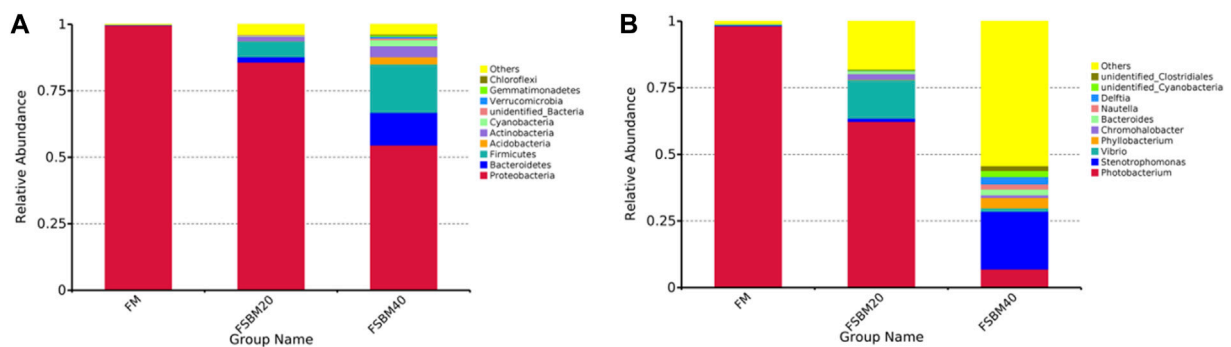 A
Relative Abundance
1
0.75
0.5
0.25
0
FM
FSBM20
FSBM40
Group Name
Others
Chloroflexi
Gemmatimonadetes
Verrucomicrobia
unidentified_Bacteria
Cyanobacteria
Actinobacteria
Acidobacteria
Firmicutes
Bacteroidetes
Proteobacteria
B
Relative Abundance
1
0.75
0.5
0.25
0
FM
FSBM20
FSBM40
Group Name
Others
unidentified_Clostridiales
unidentified_Cyanobacteria
Delftia
Nautella
Bacteroides
Chromohalobacter
Phyllobacterium
Vibrio
Stenotrophomonas
Photobacterium